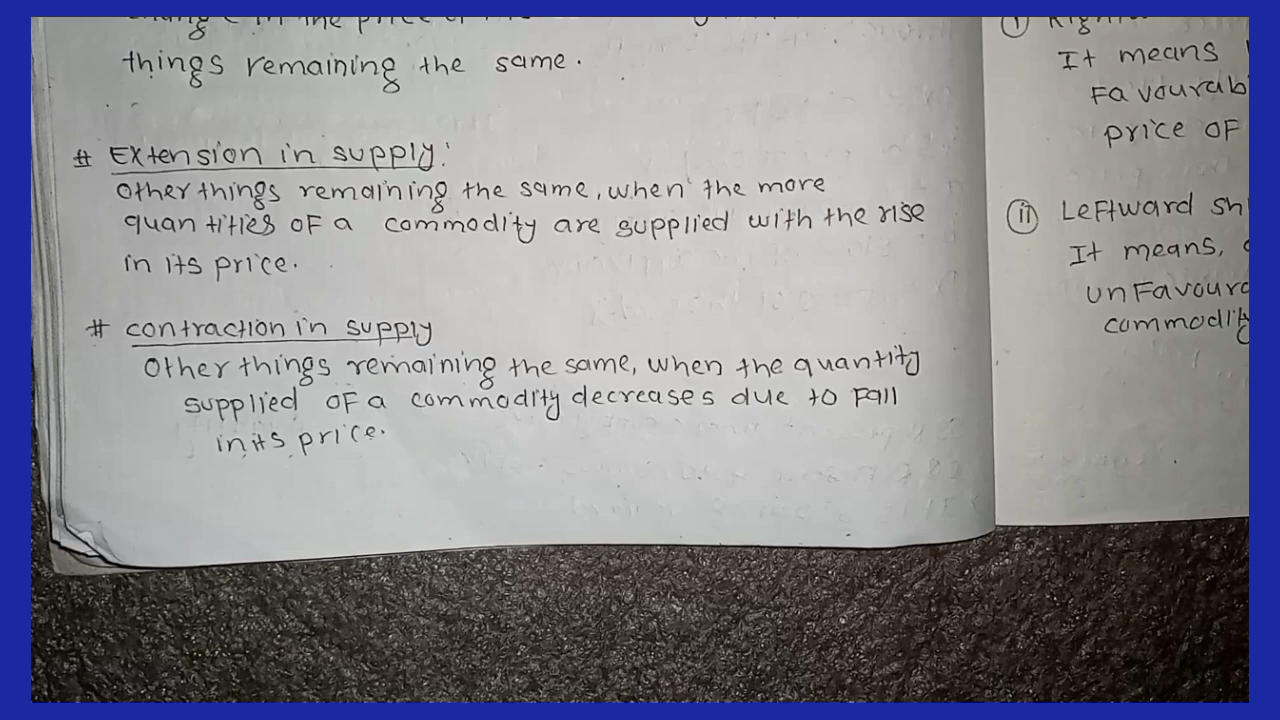 in the price
things remaining the same.
# Extension in supply:
Other things remaining the same, when the more
quantities of a commodity are supplied with the rise
in its price.
# contraction in supply
Other things remaining the same, when the quantity
supplied of a commodity decreases due to fall
in its price.
(i)
It means
Favourab
price of
(ii) Leftward sh
It means,
unfavoura
commodity